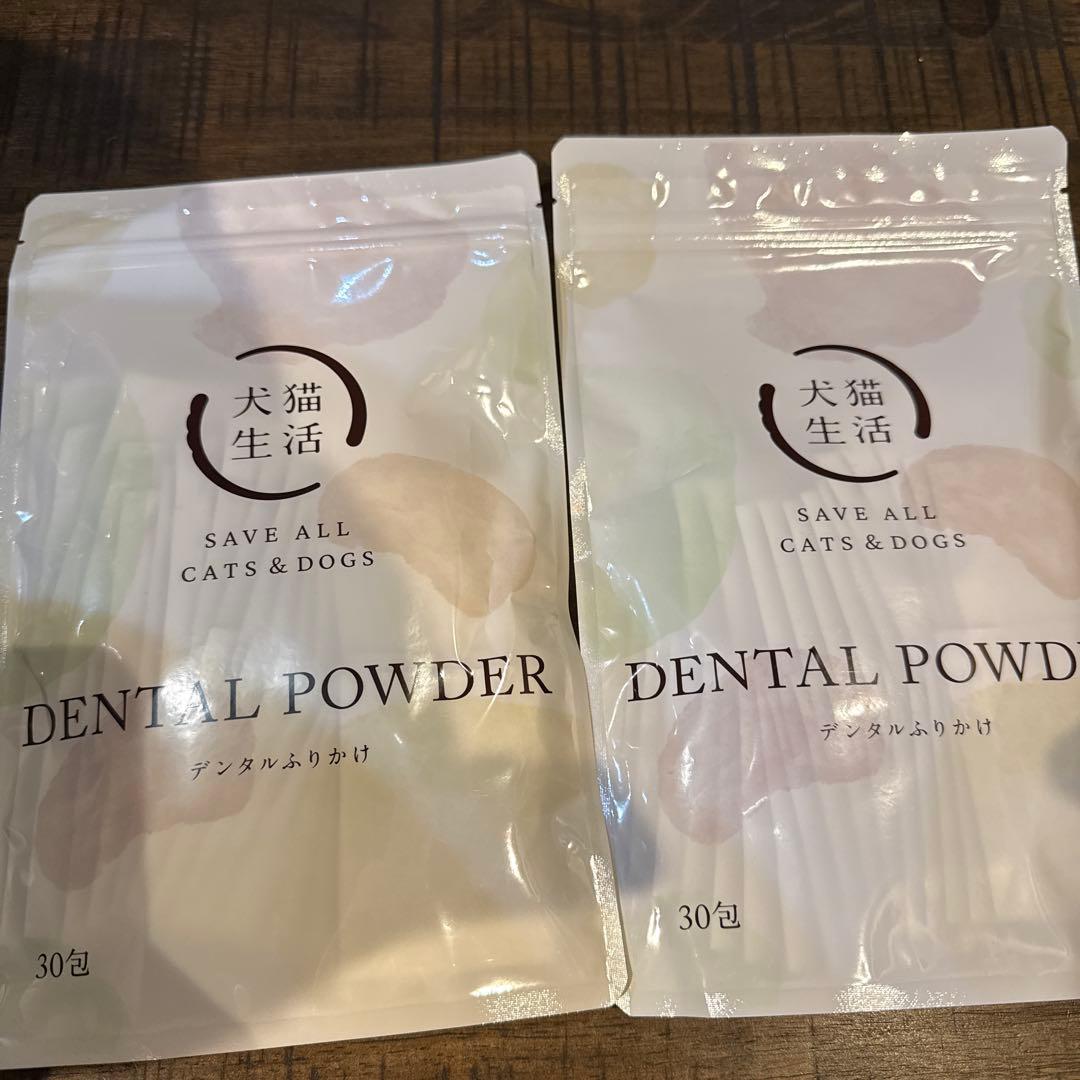 犬猫
生活
SAVE ALL
CATS & DOGS
DENTAL POWDER
デンタルふりかけ
30包
犬猫
生活
SAVE ALL
CATS & DOGS
DENTAL POWD
デンタルふりかけ
30包